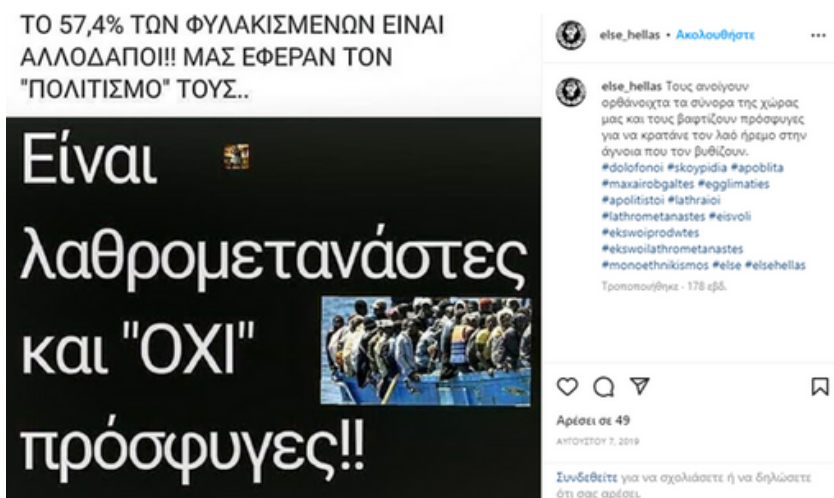 ΤΟ 57,4% ΤΩΝ ΦΥΛΑΚΙΣΜΕΝΩΝ ΕΙΝΑΙ
ΑΛΛΟΔΑΠΟΙ!! ΜΑΣ ΕΦΕΡΑΝ ΤΟΝ
"ΠΟΛΙΤΙΣΜΟ" ΤΟΥΣ..
Είναι
λαθρομετανάστες
και "ΟΧΙ"
πρόσφυγες!!
else_hellas • Ακολουθήστε
else_hellas Τους ανοίγουν
ορθάνοιχτα τα σύνορα της χώρας
μας και τους βαφτίζουν πρόσφυγες
για να κρατάνε τον λαό ήρεμο στην
άγνοια που τον βυθίζουν.
#dolofonoi #skoypidia #apoblita
#maxairobgaltes #egglimaties
#apolitistoi #lathraioi
#lathrometanastes #eisvoli
#ekswoiprodwtes
#ekswoilathrometanastes
#monoethnikismos #else #elsehellas
Τροποποιήθηκε · 178 εβδ.
Αρέσει σε 49
ΑΥΓΟΥΣΤΟΥ 7, 2019
Συνδεθείτε για να σχολιάσετε ή να δηλώσετε
ότι σας αρέσει.